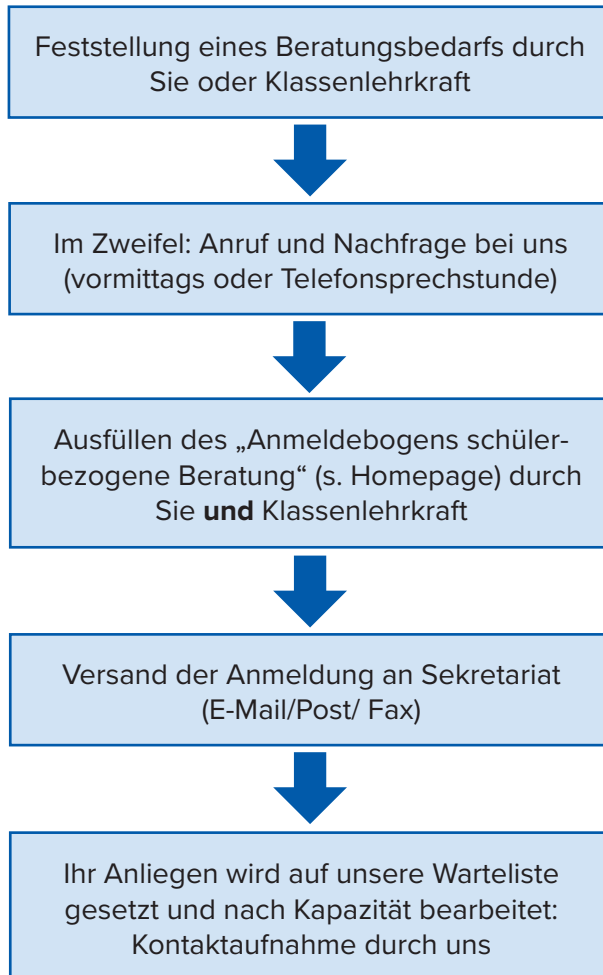 Feststellung eines Beratungsbedarfs durch
Sie oder Klassenlehrkraft
Im Zweifel: Anruf und Nachfrage bei uns
(vormittags oder Telefonsprechstunde)
Ausfüllen des „Anmeldebogens schüler-
bezogene Beratung“ (s. Homepage) durch
Sie und Klassenlehrkraft
Versand der Anmeldung an Sekretariat
(E-Mail/Post/ Fax)
Ihr Anliegen wird auf unsere Warteliste
gesetzt und nach Kapazität bearbeitet:
Kontaktaufnahme durch uns